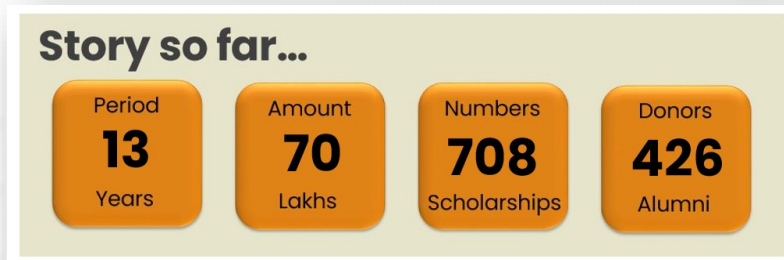 Story so far...
Period
13
Years
Amount
70
Lakhs
Numbers
708
Scholarships
Donors
426
Alumni